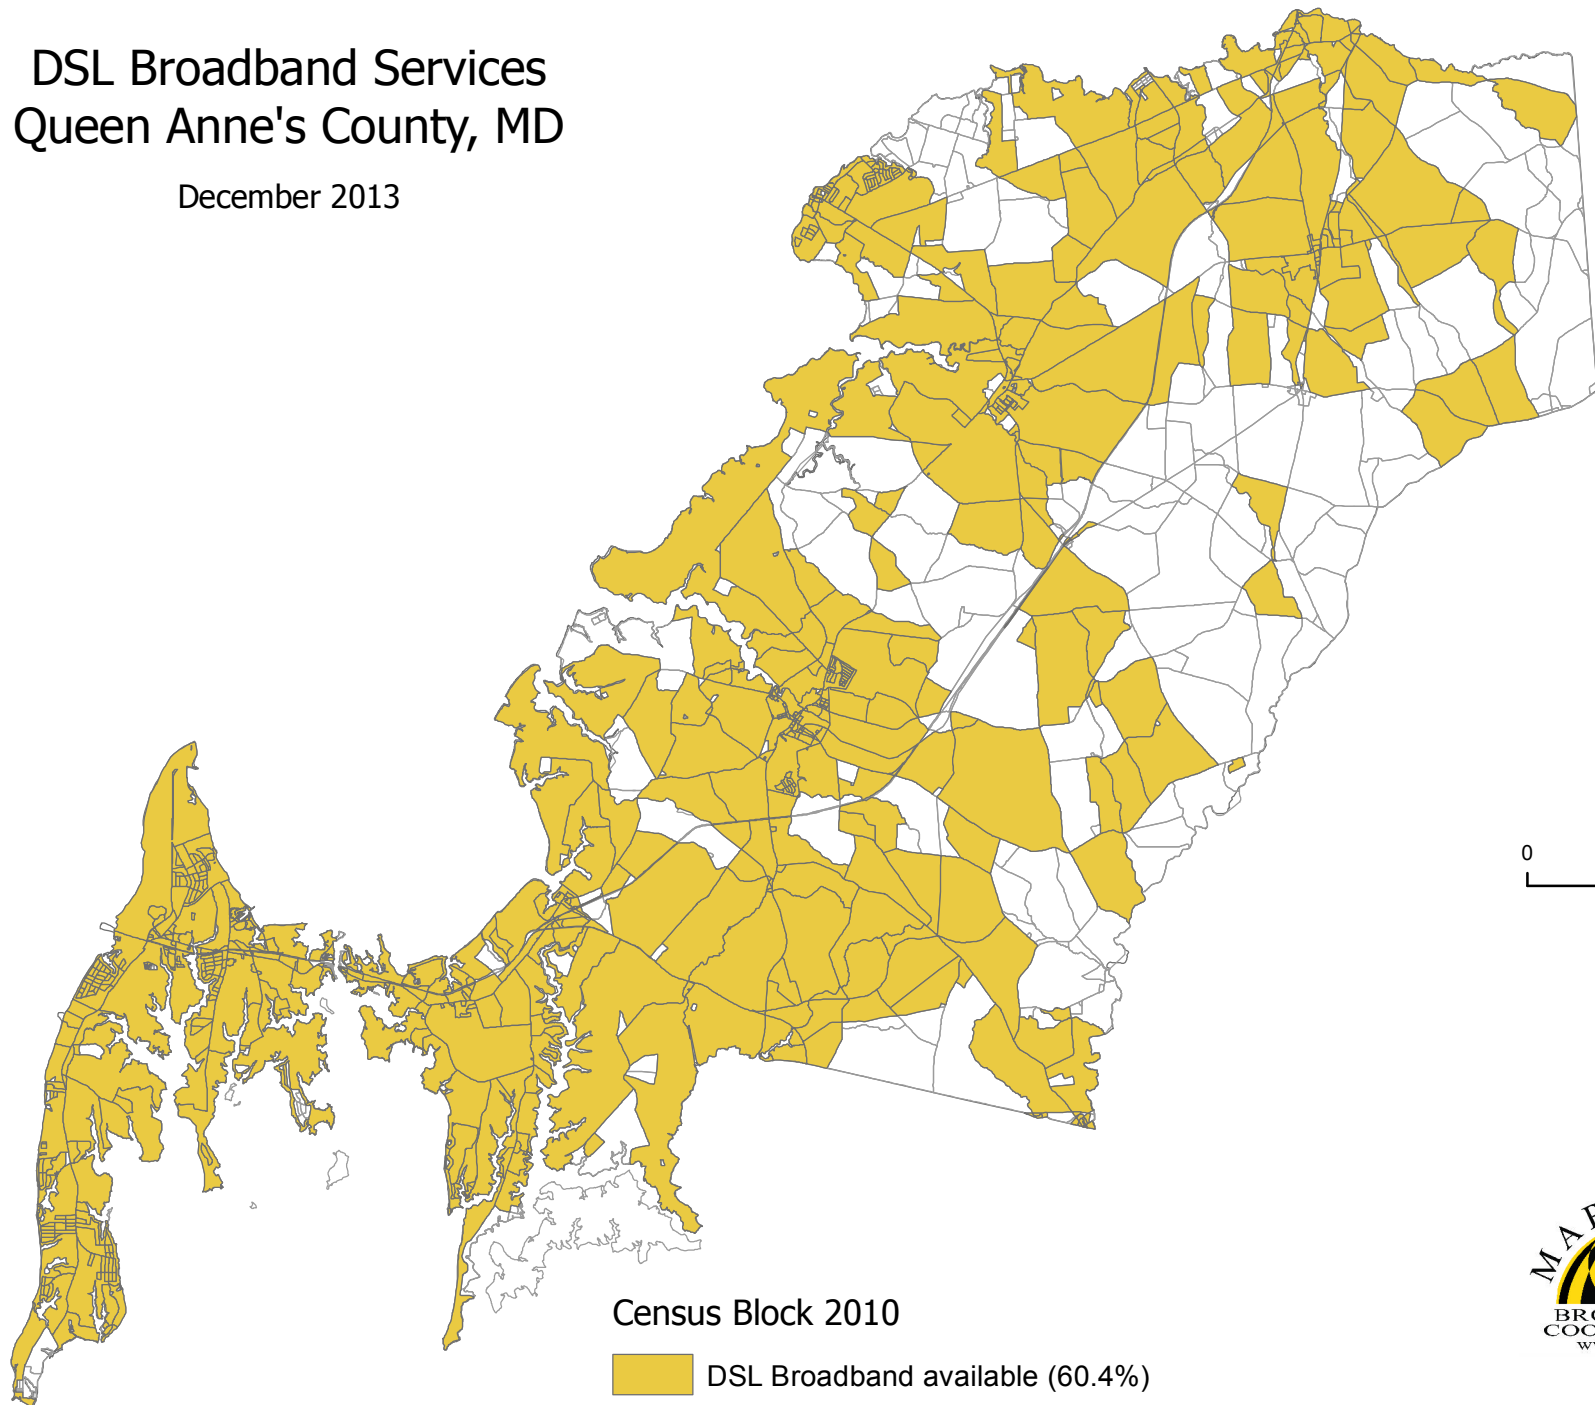 DSL Broadband Services
Queen Anne's County, MD
December 2013
0
Census Block 2010
DSL Broadband available (60.4%)